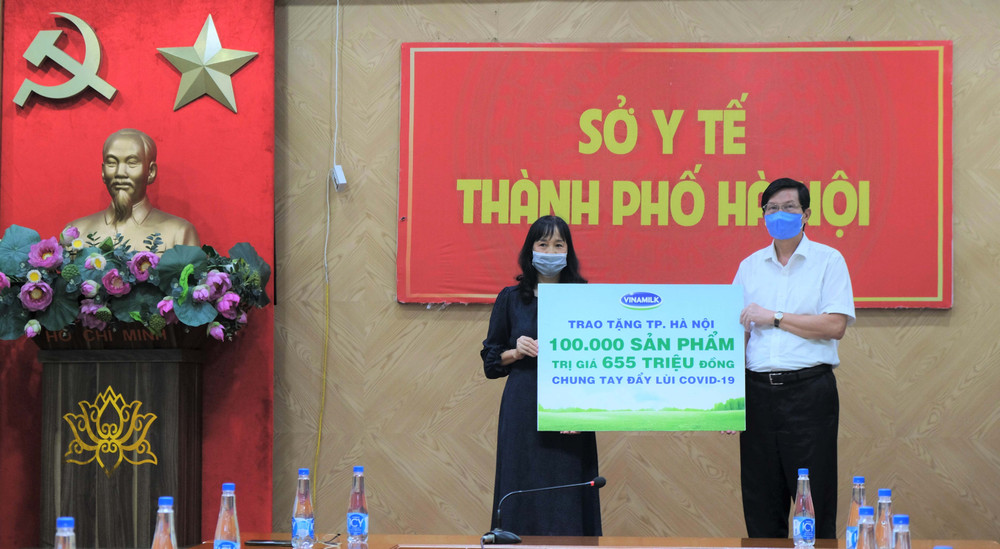 SỞ Y TẾ
THÀNH PHỐ HÀ NỘI
VINAMILK
TRAO TẶNG TP. HÀ NỘI
100.000 SẢN PHẨM
TRỊ GIÁ 655 TRIỆU ĐỒNG
CHUNG TAY ĐẨY LÙI COVID-19
HỒ CHÍ MINH
ICY